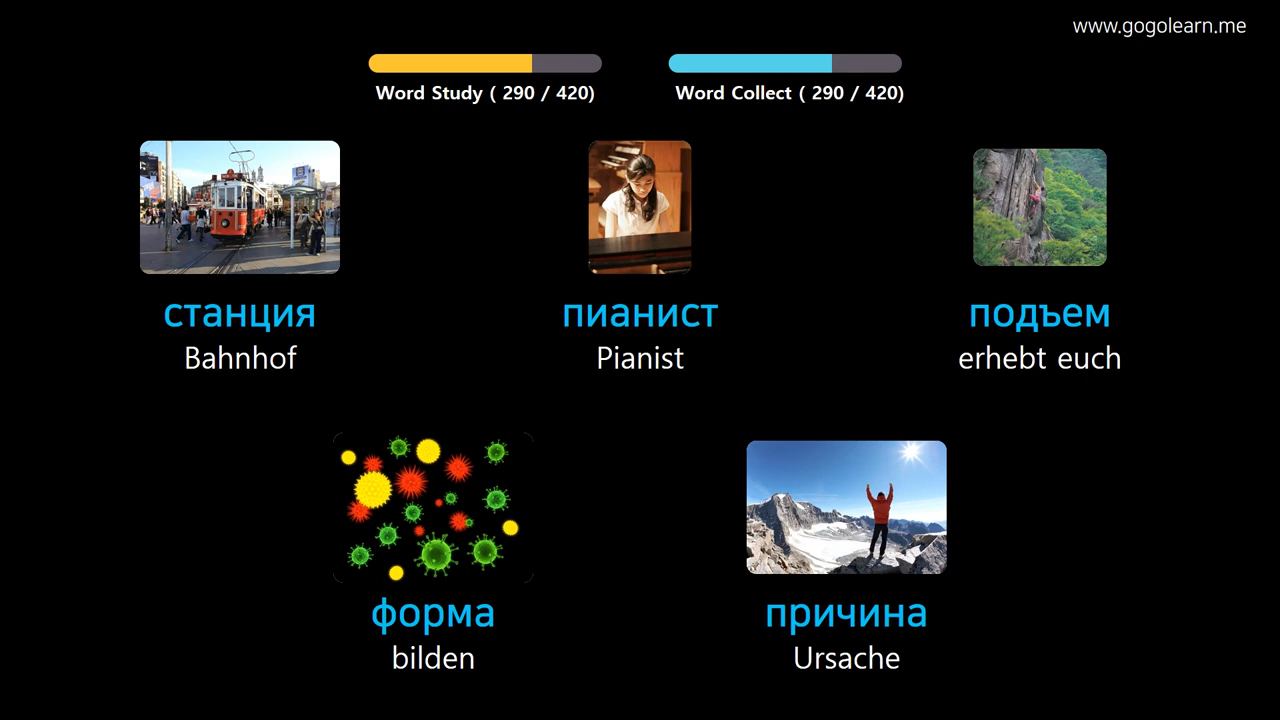 www.gogolearn.me
Word Study ( 290 / 420)
Word Collect ( 290 / 420)
станция
Bahnhof
пианист
Pianist
подъем
erhebt euch
форма
bilden
причина
Ursache